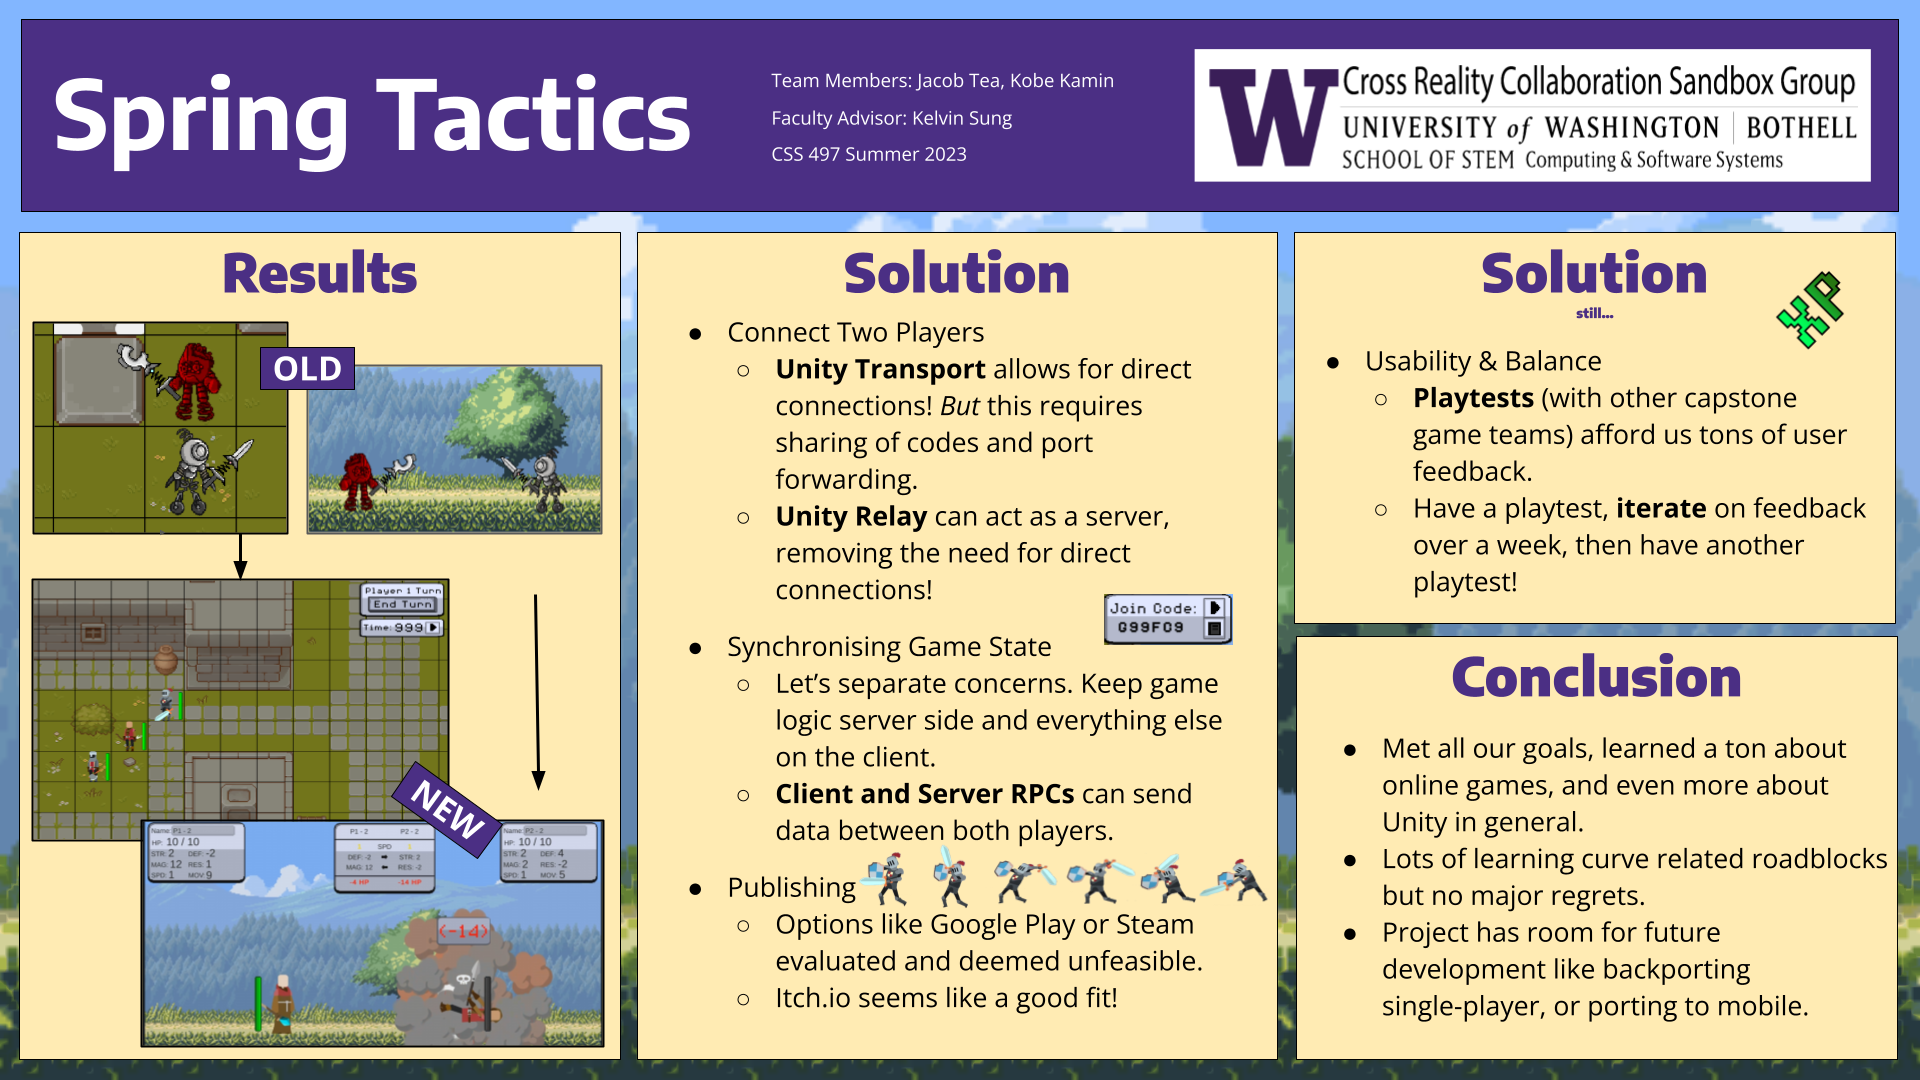 Spring Tactics
Team Members: Jacob Tea, Kobe Kamin
Faculty Advisor: Kelvin Sung
CSS 497 Summer 2023
W
Cross Reality Collaboration Sandbox Group
UNIVERSITY of WASHINGTON | BOTHELL
SCHOOL OF STEM Computing & Software Systems
Results
OLD
Player 1 Turn
End Turn
Time: 999
NEW
Name: P1 - 2
HP: 10 / 10
STR: 2 DEF: -2
MAG: 12 RES: 1
SPD: 1 MOV: 9
P1 - 2 P2 - 2
1 SPD 1
DEF: -2 STR: 2
MAG: 12 RES: -2
-4 HP -14 HP
Name: P2 - 2
HP: 10 / 10
STR: 2 DEF: 4
MAG: 2 RES: -2
SPD: 1 MOV: 5
<-14>
Solution
● Connect Two Players
○ Unity Transport allows for direct
connections! But this requires
sharing of codes and port
forwarding.
○ Unity Relay can act as a server,
removing the need for direct
connections!
Join Code:
G99FC9
● Synchronising Game State
○ Let’s separate concerns. Keep game
logic server side and everything else
on the client.
○ Client and Server RPCs can send
data between both players.
● Publishing
○ Options like Google Play or Steam
evaluated and deemed unfeasible.
○ Itch.io seems like a good fit!
Solution
still...
XP
● Usability & Balance
○ Playtests (with other capstone
game teams) afford us tons of user
feedback.
○ Have a playtest, iterate on feedback
over a week, then have another
playtest!
Conclusion
● Met all our goals, learned a ton about
online games, and even more about
Unity in general.
● Lots of learning curve related roadblocks
but no major regrets.
● Project has room for future
development like backporting
single-player, or porting to mobile.